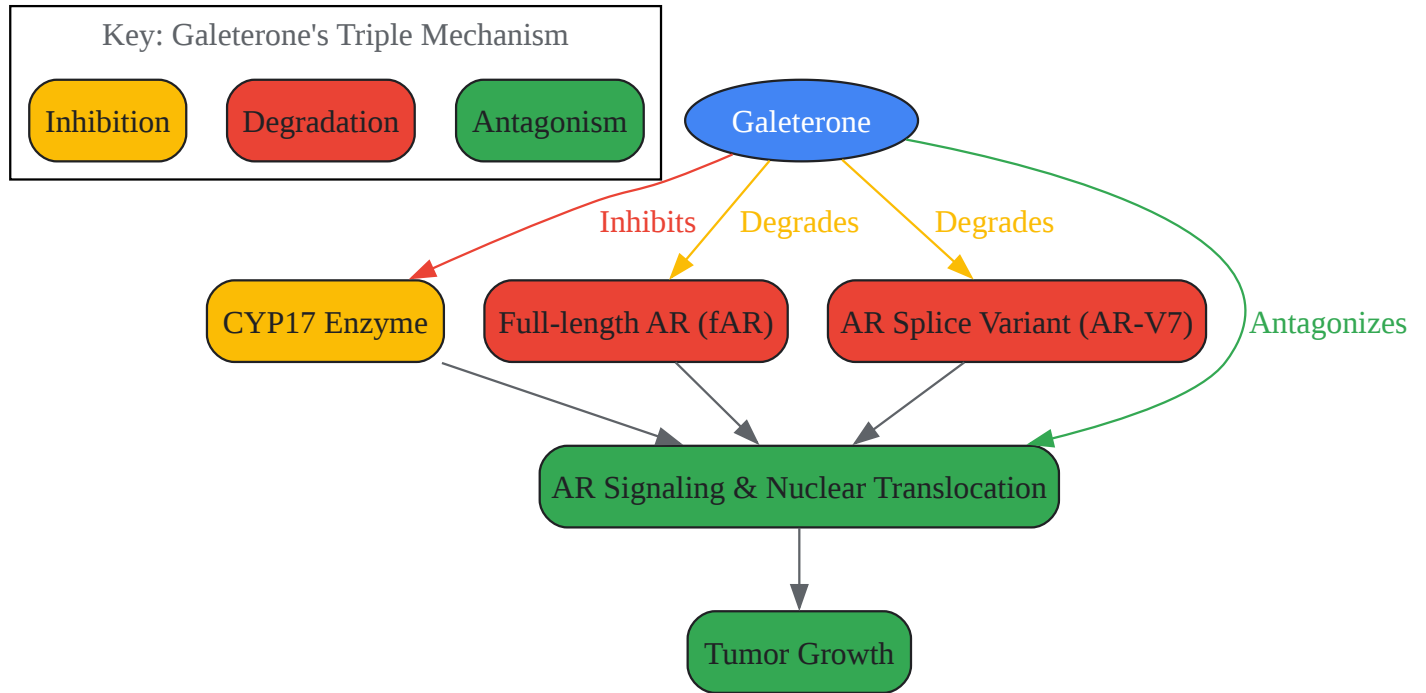 Key: Galeterone's Triple Mechanism
Inhibition
Degradation
Antagonism
Galeterone
Inhibits
Degrades
Degrades
Antagonizes
CYP17 Enzyme
Full-length AR (fAR)
AR Splice Variant (AR-V7)
AR Signaling & Nuclear Translocation
Tumor Growth